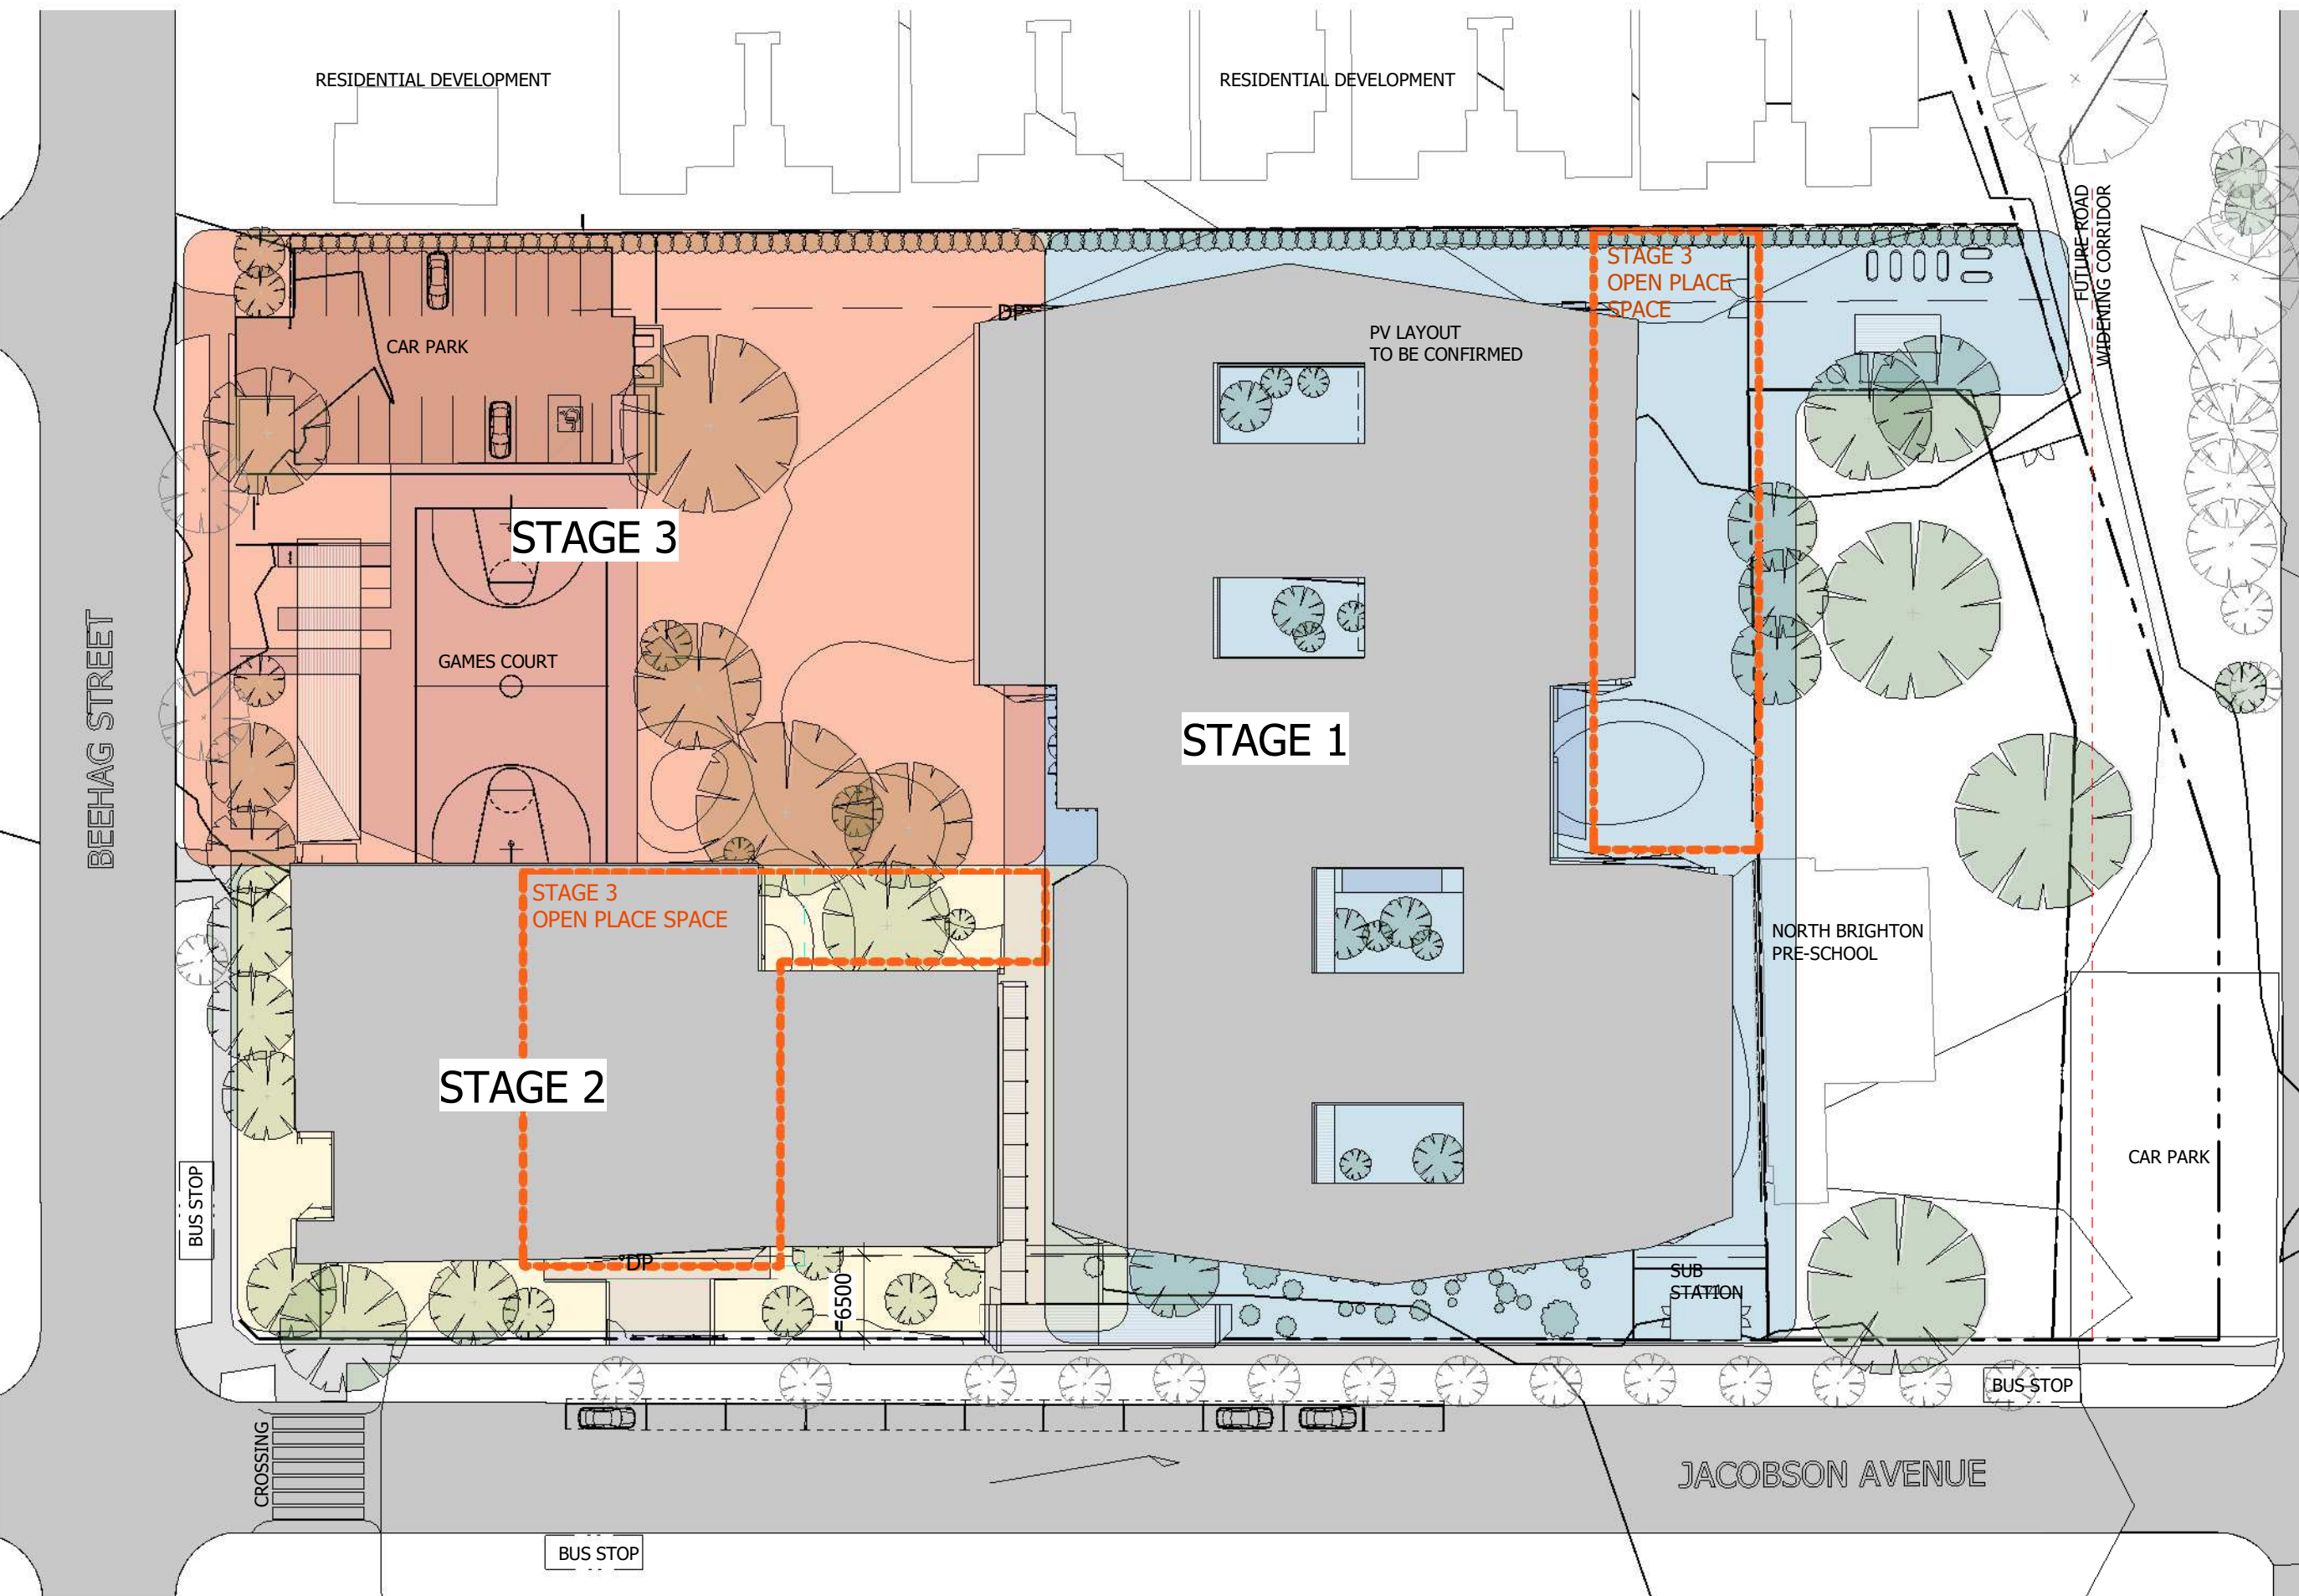 RESIDENTIAL DEVELOPMENT
RESIDENTIAL DEVELOPMENT
FUTURE ROAD
WIDENING CORRIDOR
STAGE 3
OPEN PLACE
SPACE
DP
PV LAYOUT
TO BE CONFIRMED
CAR PARK
STAGE 3
GAMES COURT
BEEHAG STREET
STAGE 1
STAGE 3
OPEN PLACE SPACE
NORTH BRIGHTON
PRE-SCHOOL
STAGE 2
CAR PARK
BUS STOP
DP
6500
SUB
STATION
BUS STOP
CROSSING
JACOBSON AVENUE
BUS STOP